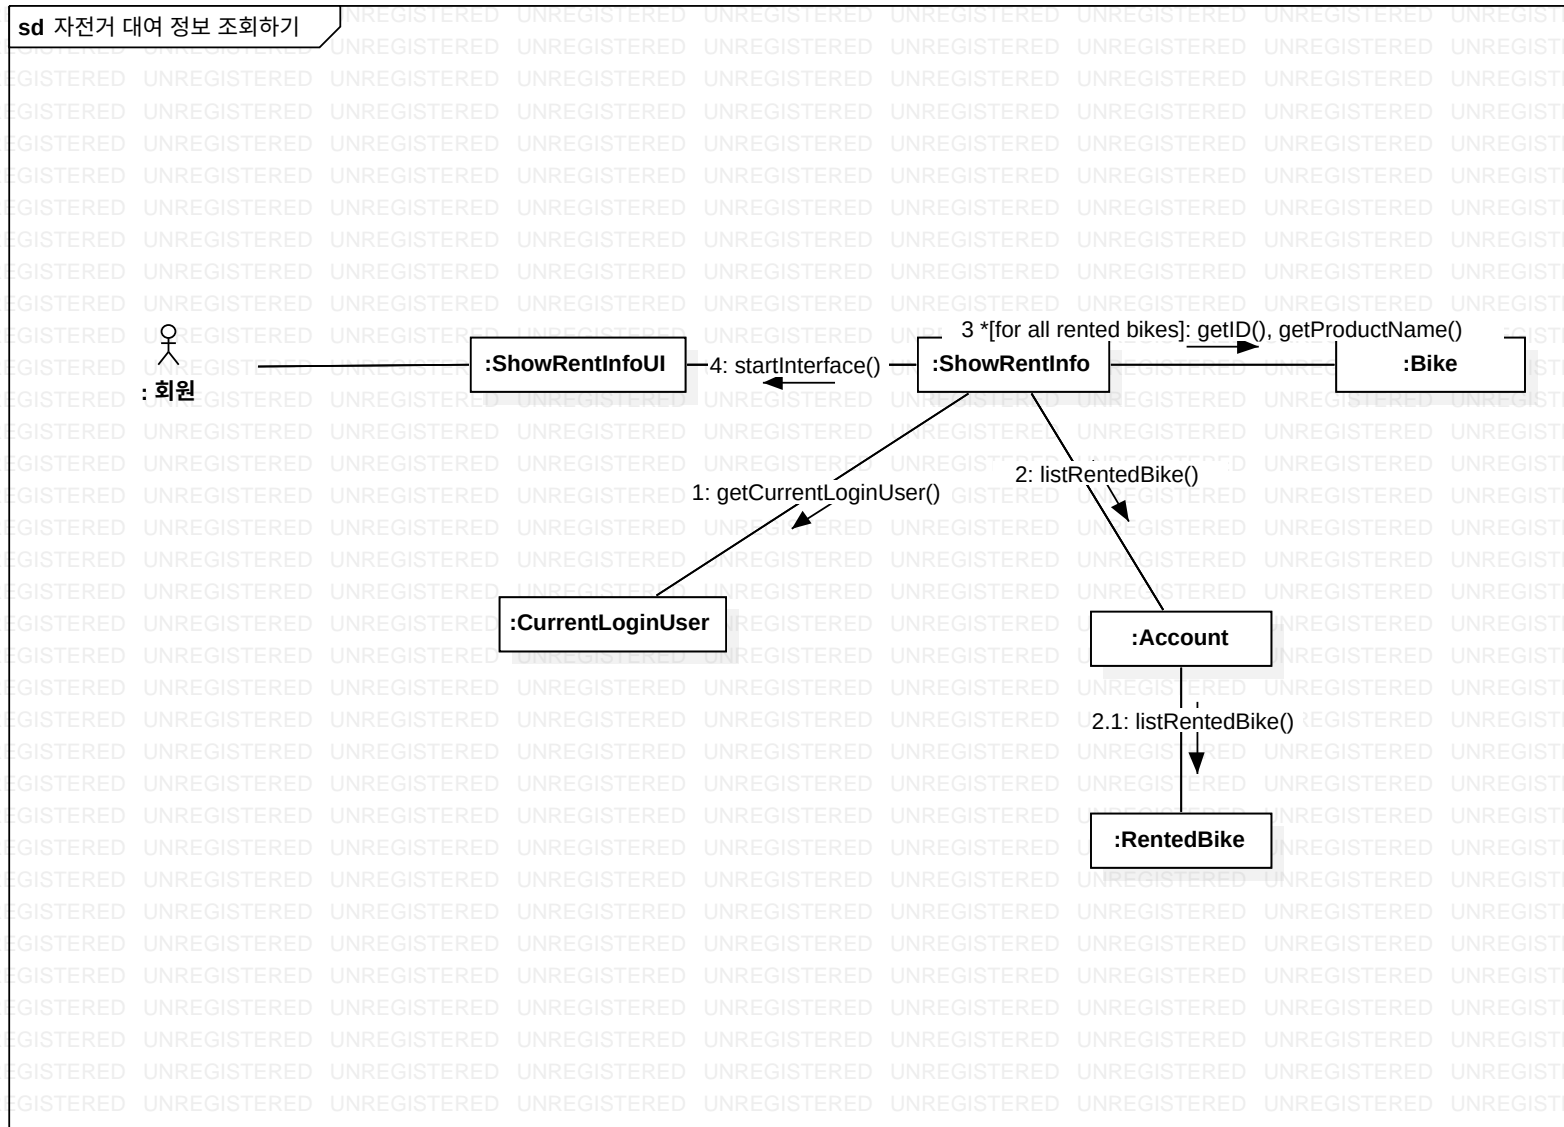 sd 자전거 대여 정보 조회하기
3 *[for all rented bikes]: getID(), getProductName()
: 회원
:ShowRentInfoUI
4: startInterface()
:ShowRentInfo
:Bike
1: getCurrentLoginUser()
2: listRentedBike()
:CurrentLoginUser
:Account
2.1: listRentedBike()
:RentedBike
UNREGISTERED